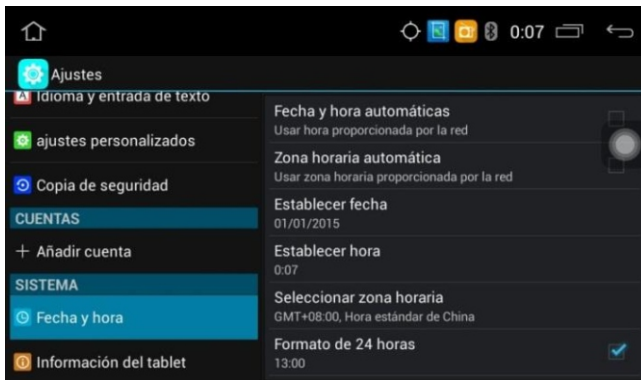 0:07
Ajustes
Idioma y entrada de texto
ajustes personalizados
Copia de seguridad
CUENTAS
+ Añadir cuenta
SISTEMA
Fecha y hora
Información del tablet
Fecha y hora automáticas
Usar hora proporcionada por la red
Zona horaria automática
Usar zona horaria proporcionada por la red
Establecer fecha
01/01/2015
Establecer hora
0:07
Seleccionar zona horaria
GMT+08:00, Hora estándar de China
Formato de 24 horas
13:00